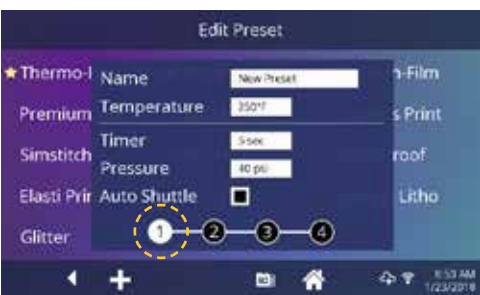 Edit Preset
★ Thermo-
Name New Preset
n-Film
Premium
Temperature 350°F
s Print
Timer 5 sec
Simstitch
roof
Pressure 40 psi
Elasti Prin
Auto Shuttle
Litho
Glitter
1 2 3 4
8:53 AM
1/23/2018